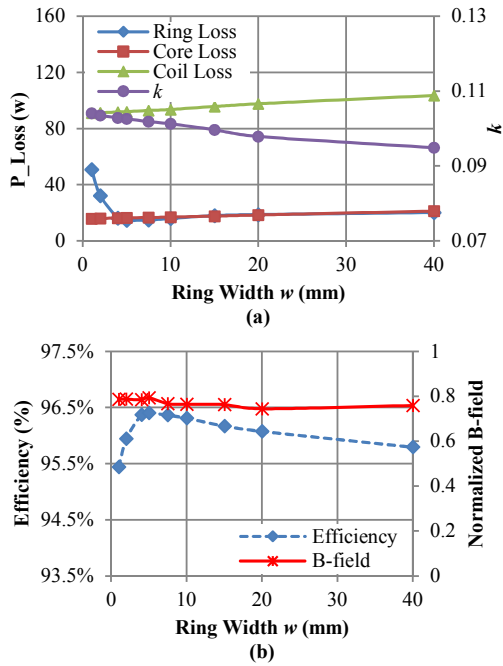 160
120
80
40
0
P_Loss (w)
Ring Loss
Core Loss
Coil Loss
k
0.13
0.11
0.09
0.07
k
0
10
20
30
40
Ring Width w (mm)
(a)
97.5%
96.5%
95.5%
94.5%
93.5%
Efficiency (%)
Efficiency
B-field
1
0.8
0.6
0.4
0.2
0
Normalized B-field
0
10
20
30
40
Ring Width w (mm)
(b)